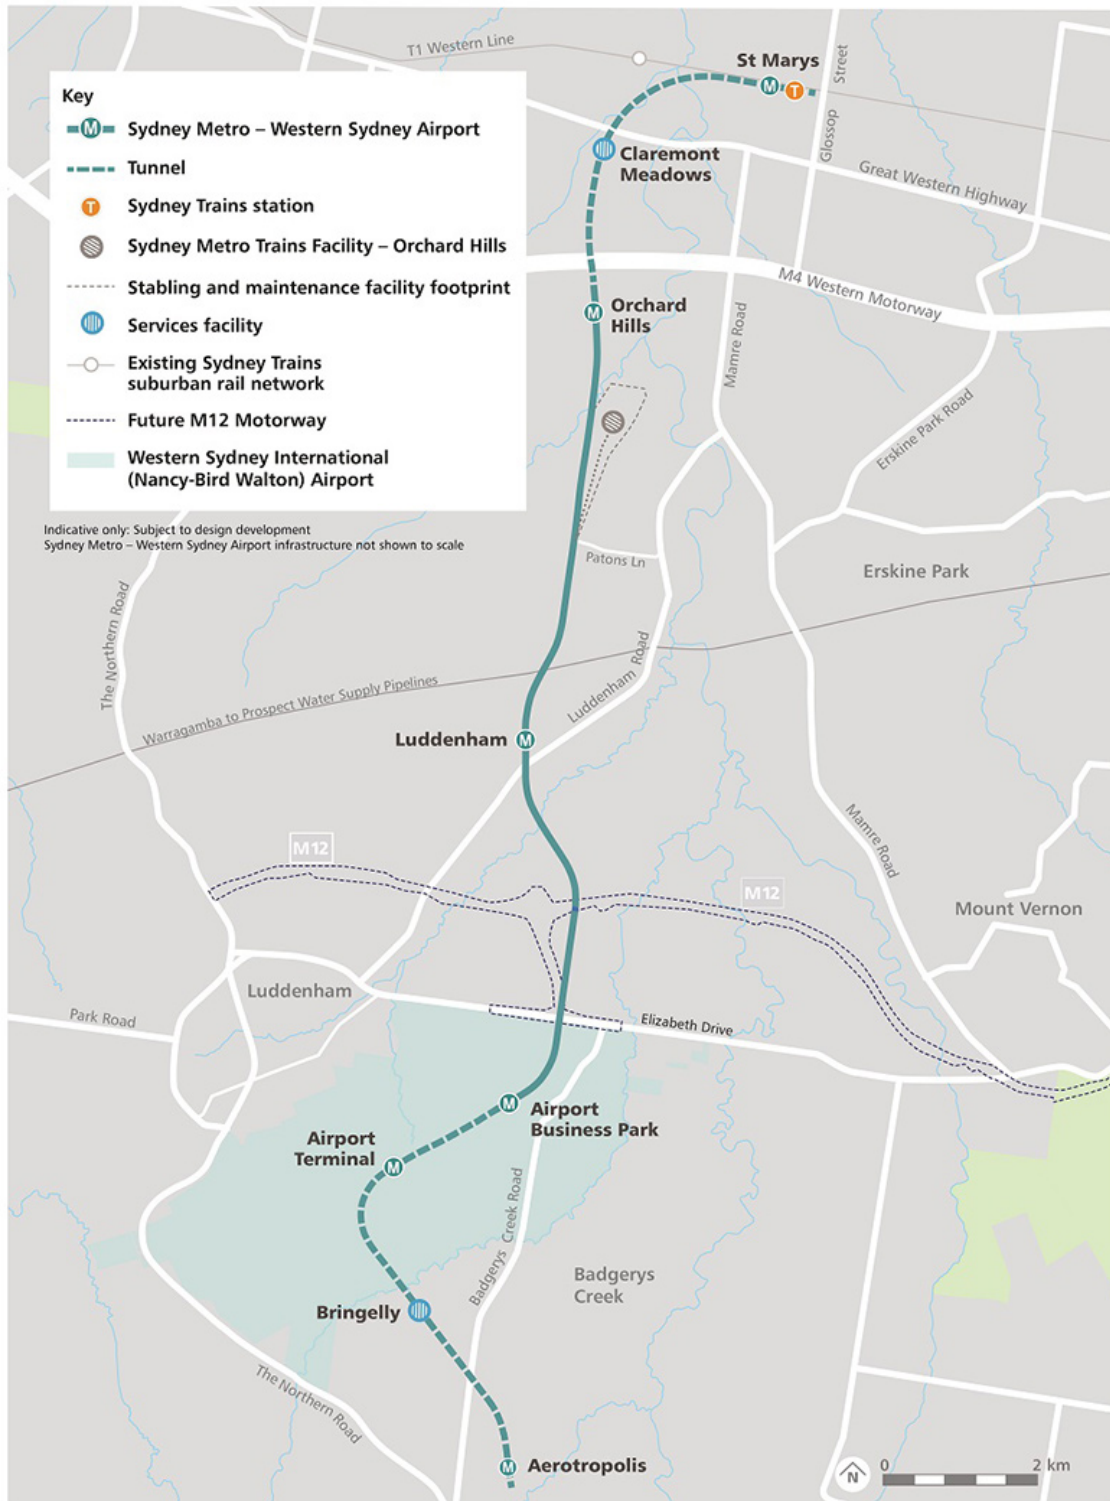 T1 Western Line
St Marys
M
T
Glossop Street
Key
M Sydney Metro – Western Sydney Airport
Tunnel
T Sydney Trains station
Sydney Metro Trains Facility – Orchard Hills
Stabling and maintenance facility footprint
Services facility
Existing Sydney Trains
suburban rail network
Future M12 Motorway
Western Sydney International
(Nancy-Bird Walton) Airport
Indicative only: Subject to design development
Sydney Metro – Western Sydney Airport infrastructure not shown to scale
Claremont
Meadows
Great Western Highway
M4 Western Motorway
M
Orchard
Hills
Mamre Road
Erskine Park Road
Patons Ln
Erskine Park
The Northern Road
Warragamba to Prospect Water Supply Pipelines
Luddenham Road
Luddenham
M
M12
M12
Mamre Road
Mount Vernon
Luddenham
Park Road
Elizabeth Drive
M
Airport
Business Park
Airport
Terminal
M
Badgerys Creek Road
Badgerys
Creek
Bringelly
The Northern Road
M
Aerotropolis
N
0
2 km